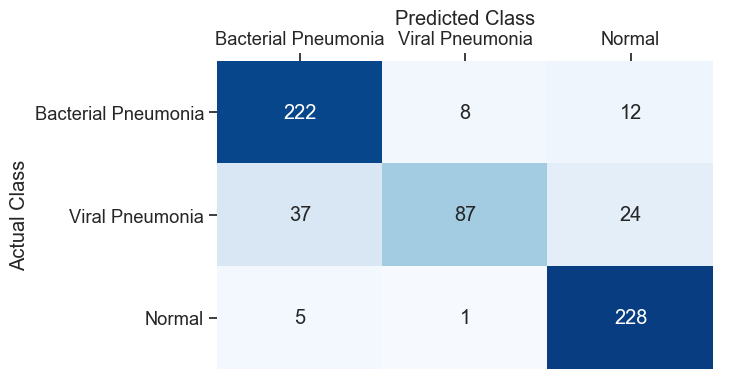 Predicted Class
Bacterial Pneumonia Viral Pneumonia Normal
Actual Class
Bacterial Pneumonia 222 8 12
Viral Pneumonia 37 87 24
Normal 5 1 228